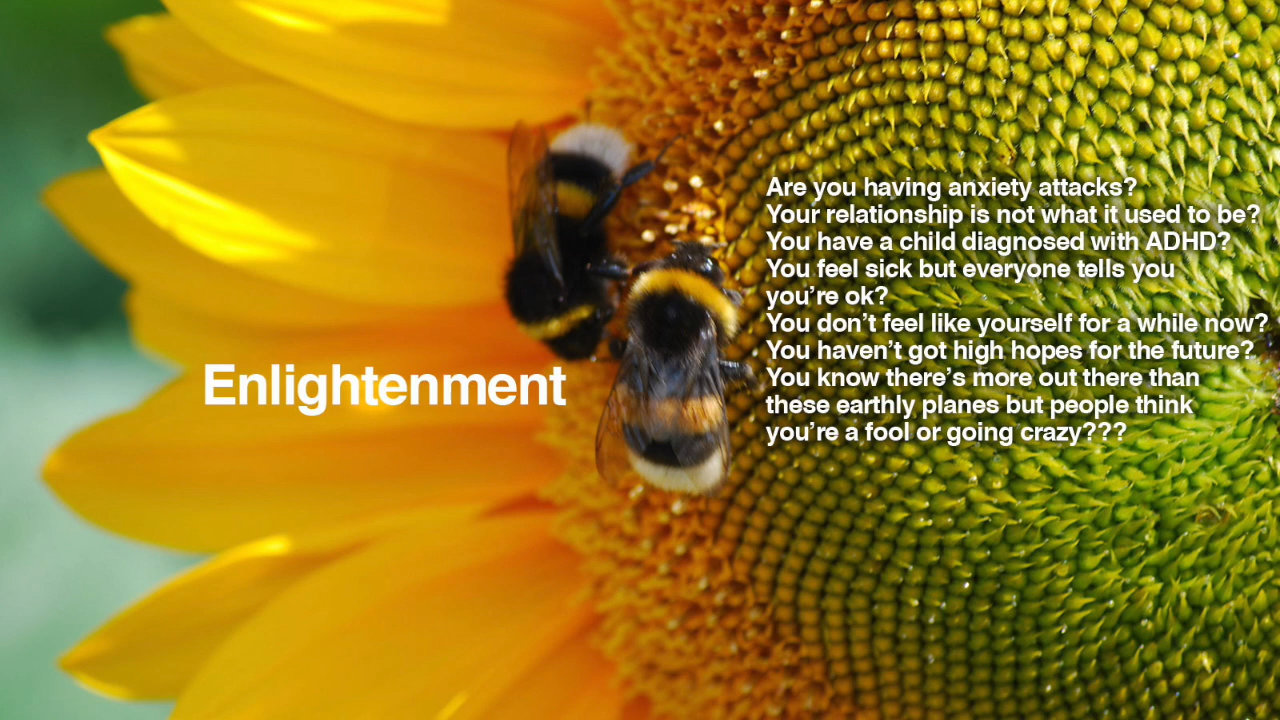 Enlightenment
Are you having anxiety attacks?
Your relationship is not what it used to be?
You have a child diagnosed with ADHD?
You feel sick but everyone tells you
you're ok?
You don't feel like yourself for a while now?
You haven't got high hopes for the future?
You know there's more out there than
these earthly planes but people think
you're a fool or going crazy???